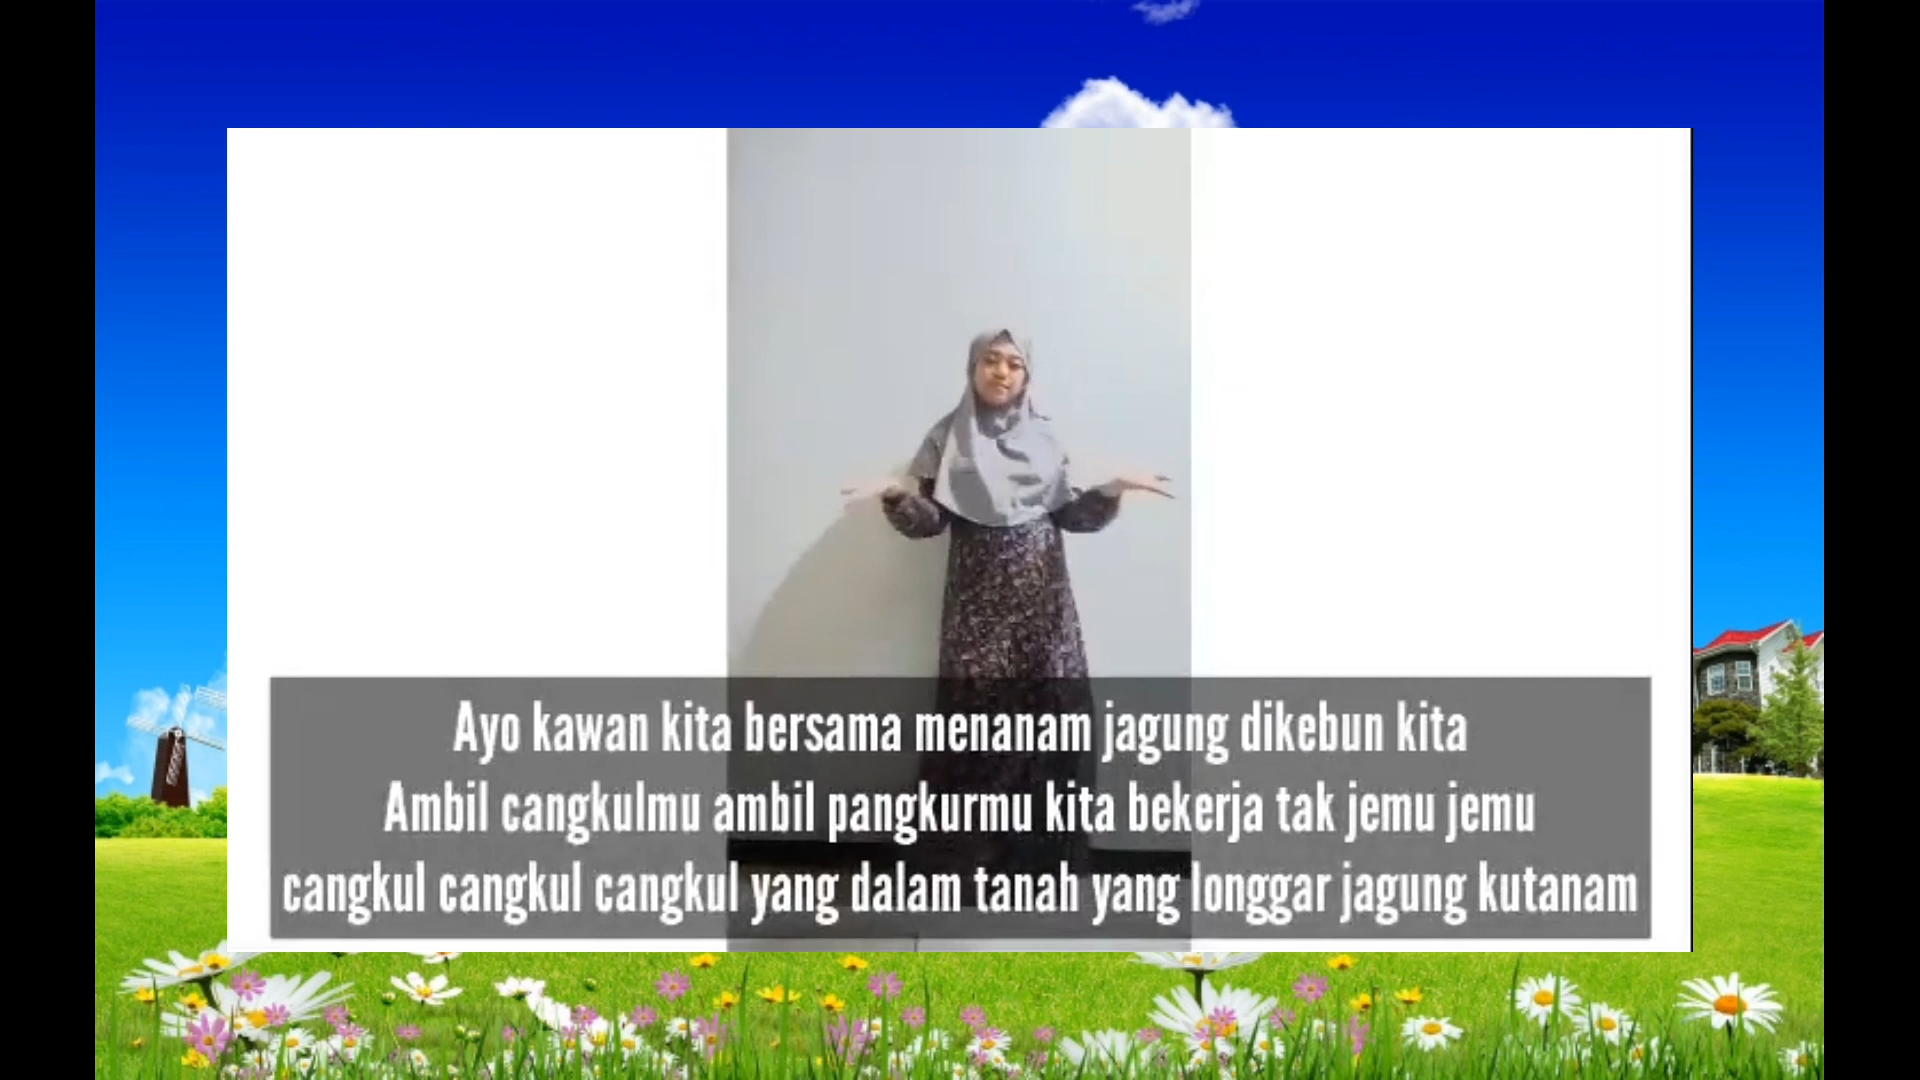 Ayo kawan kita bersama menanam jagung dikebun kita
Ambil cangkulmu ambil pangkurmu kita bekerja tak jemu jemu
cangkul cangkul cangkul yang dalam tanah yang longgar jagung kutanam